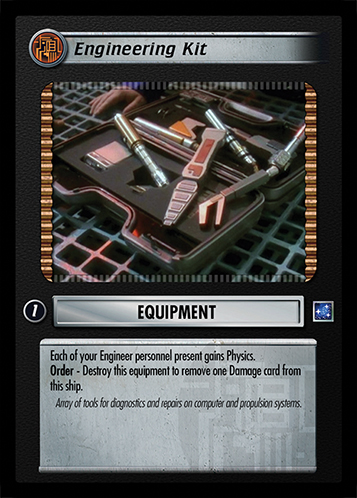 Engineering Kit
1 EQUIPMENT
Each of your Engineer personnel present gains Physics.
Order - Destroy this equipment to remove one Damage card from
this ship.
Array of tools for diagnostics and repairs on computer and propulsion systems.